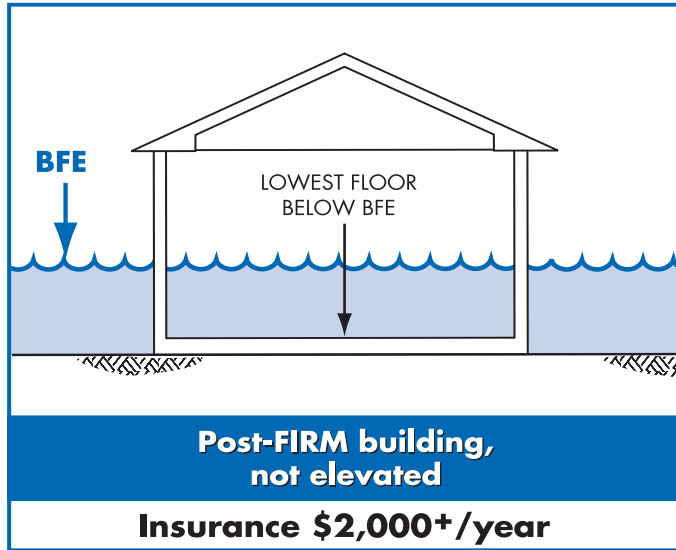 BFE
LOWEST FLOOR
BELOW BFE
Post-FIRM building,
not elevated
Insurance $2,000+/year